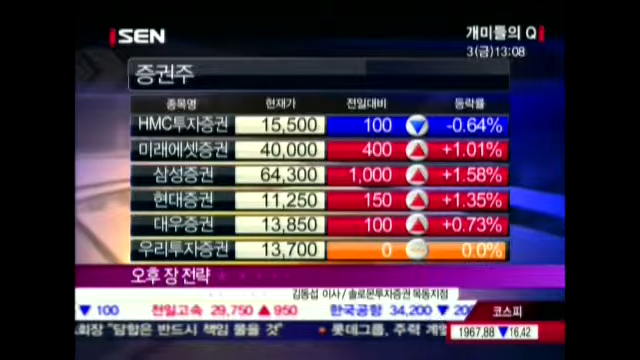 iSEN
개미들의 Q
3(금)13:08
증권주
종목명 현재가 전일대비 등락률
HMC투자증권 15,500 100 ▼ -0.64%
미래에셋증권 40,000 400 ▲ +1.01%
삼성증권 64,300 1,000 ▲ +1.58%
현대증권 11,250 150 ▲ +1.35%
대우증권 13,850 100 ▲ +0.73%
우리투자증권 13,700 0 0.0%
오후 장 전략
김동섭 이사/솔로몬투자증권 목동지점
▼ 100 천일고속 29,750 ▲ 950 한국공항 34,200 ▼ 200
코스피
회장 "담합은 반드시 책임 물을 것" • 롯데그룹, 주력 계열
1967,88 ▼16,42